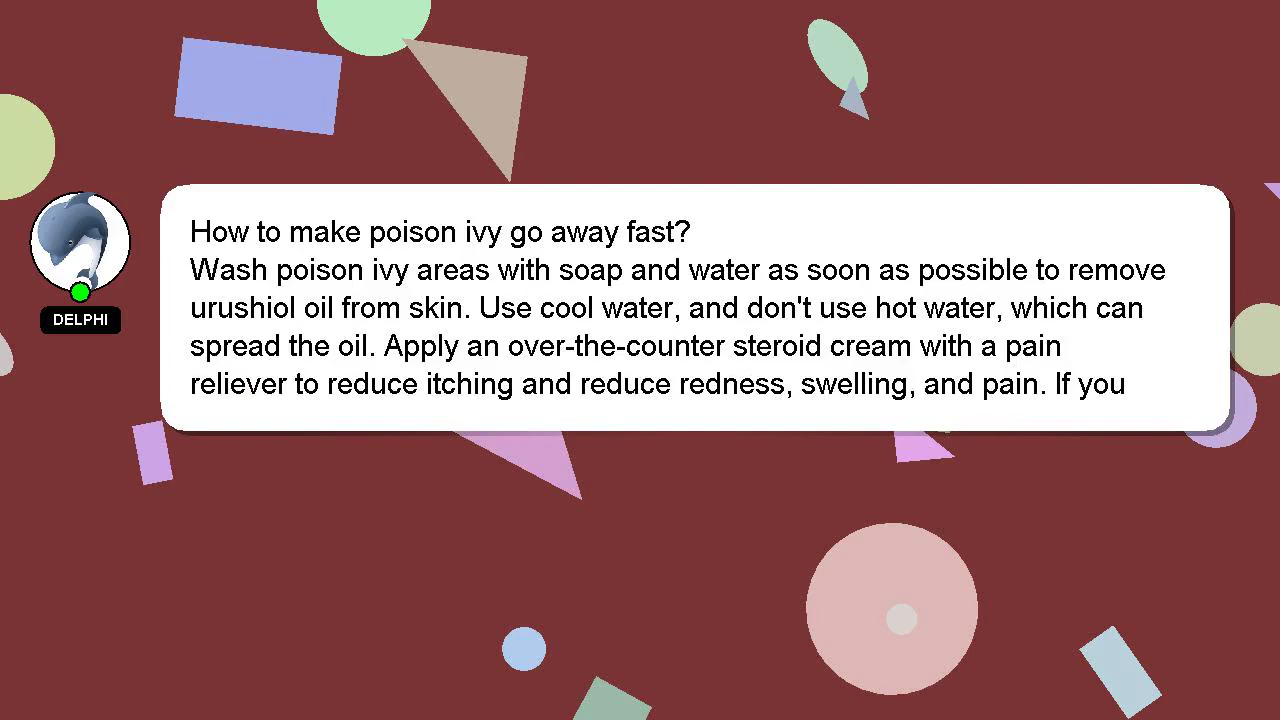 How to make poison ivy go away fast?
Wash poison ivy areas with soap and water as soon as possible to remove
urushiol oil from skin. Use cool water, and don't use hot water, which can
spread the oil. Apply an over-the-counter steroid cream with a pain
reliever to reduce itching and reduce redness, swelling, and pain. If you
DELPHI